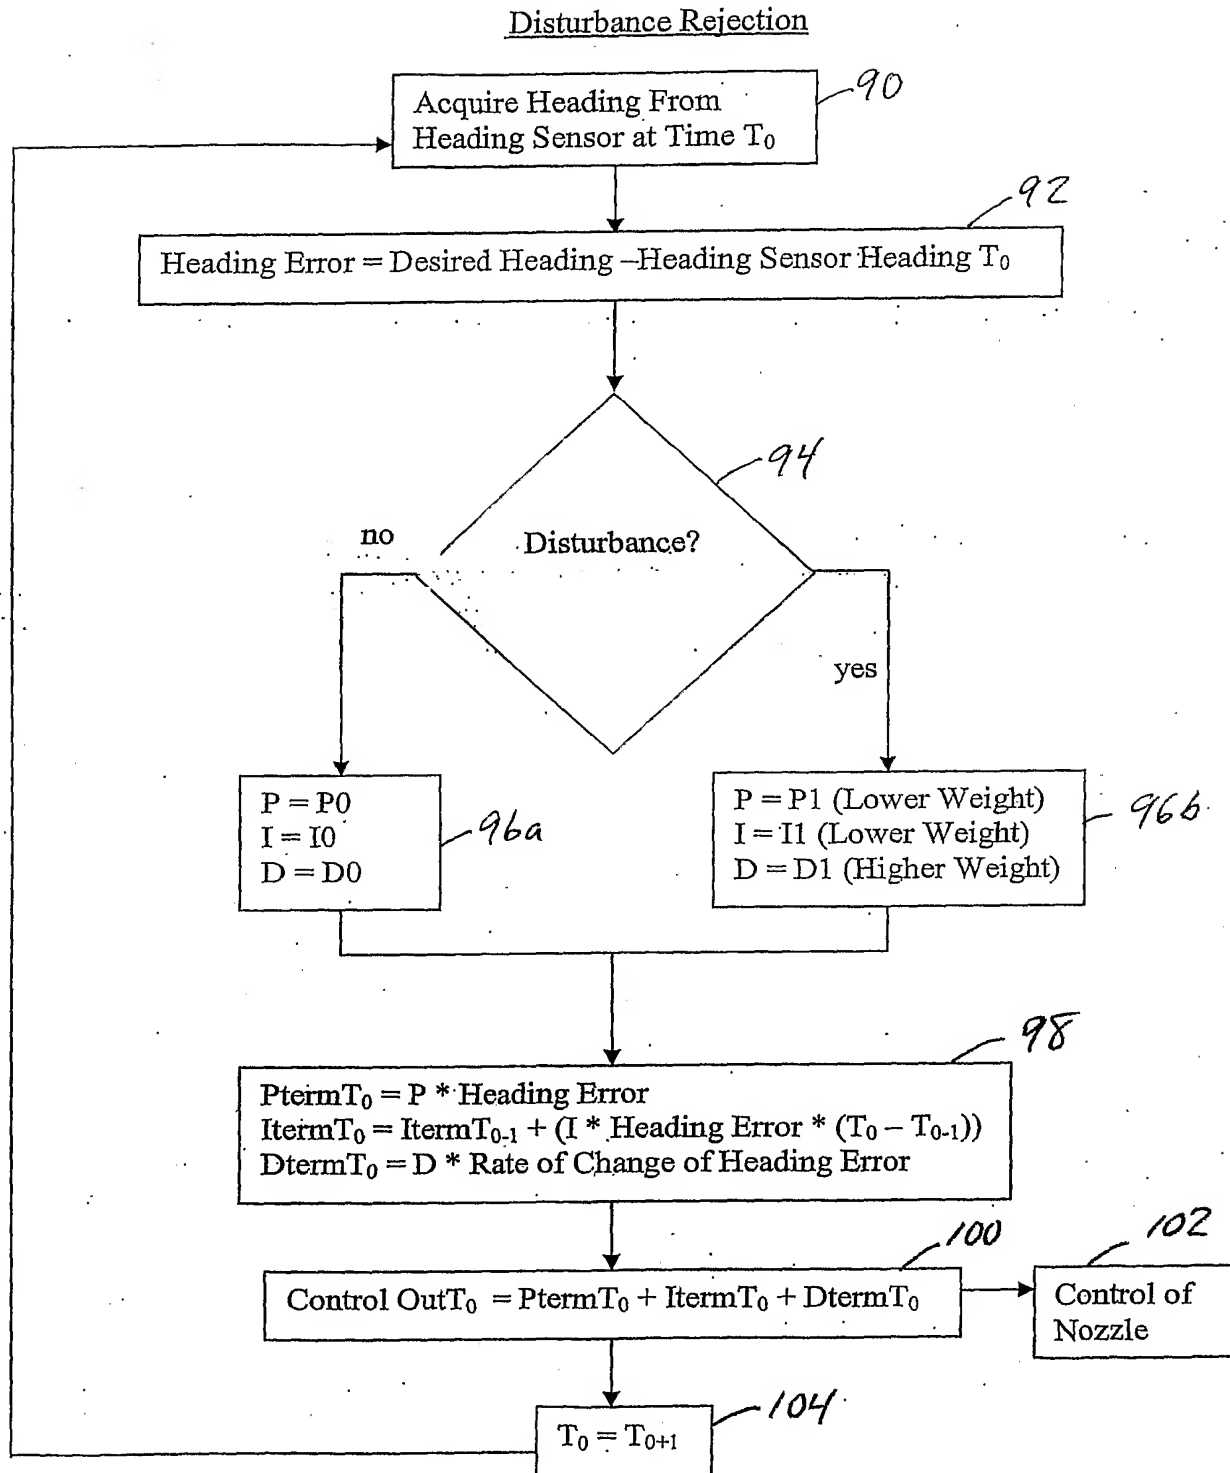 Disturbance Rejection
90
Acquire Heading From
Heading Sensor at Time T₀
92
Heading Error = Desired Heading –Heading Sensor Heading T₀
94
no
Disturbance?
yes
P = P0
I = I0
D = D0
96a
P = P1 (Lower Weight)
I = I1 (Lower Weight)
D = D1 (Higher Weight)
96b
98
PtermT₀ = P * Heading Error
ItermT₀ = ItermT₀₋₁ + (I * Heading Error * (T₀ – T₀₋₁))
DtermT₀ = D * Rate of Change of Heading Error
100
102
Control OutT₀ = PtermT₀ + ItermT₀ + DtermT₀
Control of
Nozzle
104
T₀ = T₀₊₁